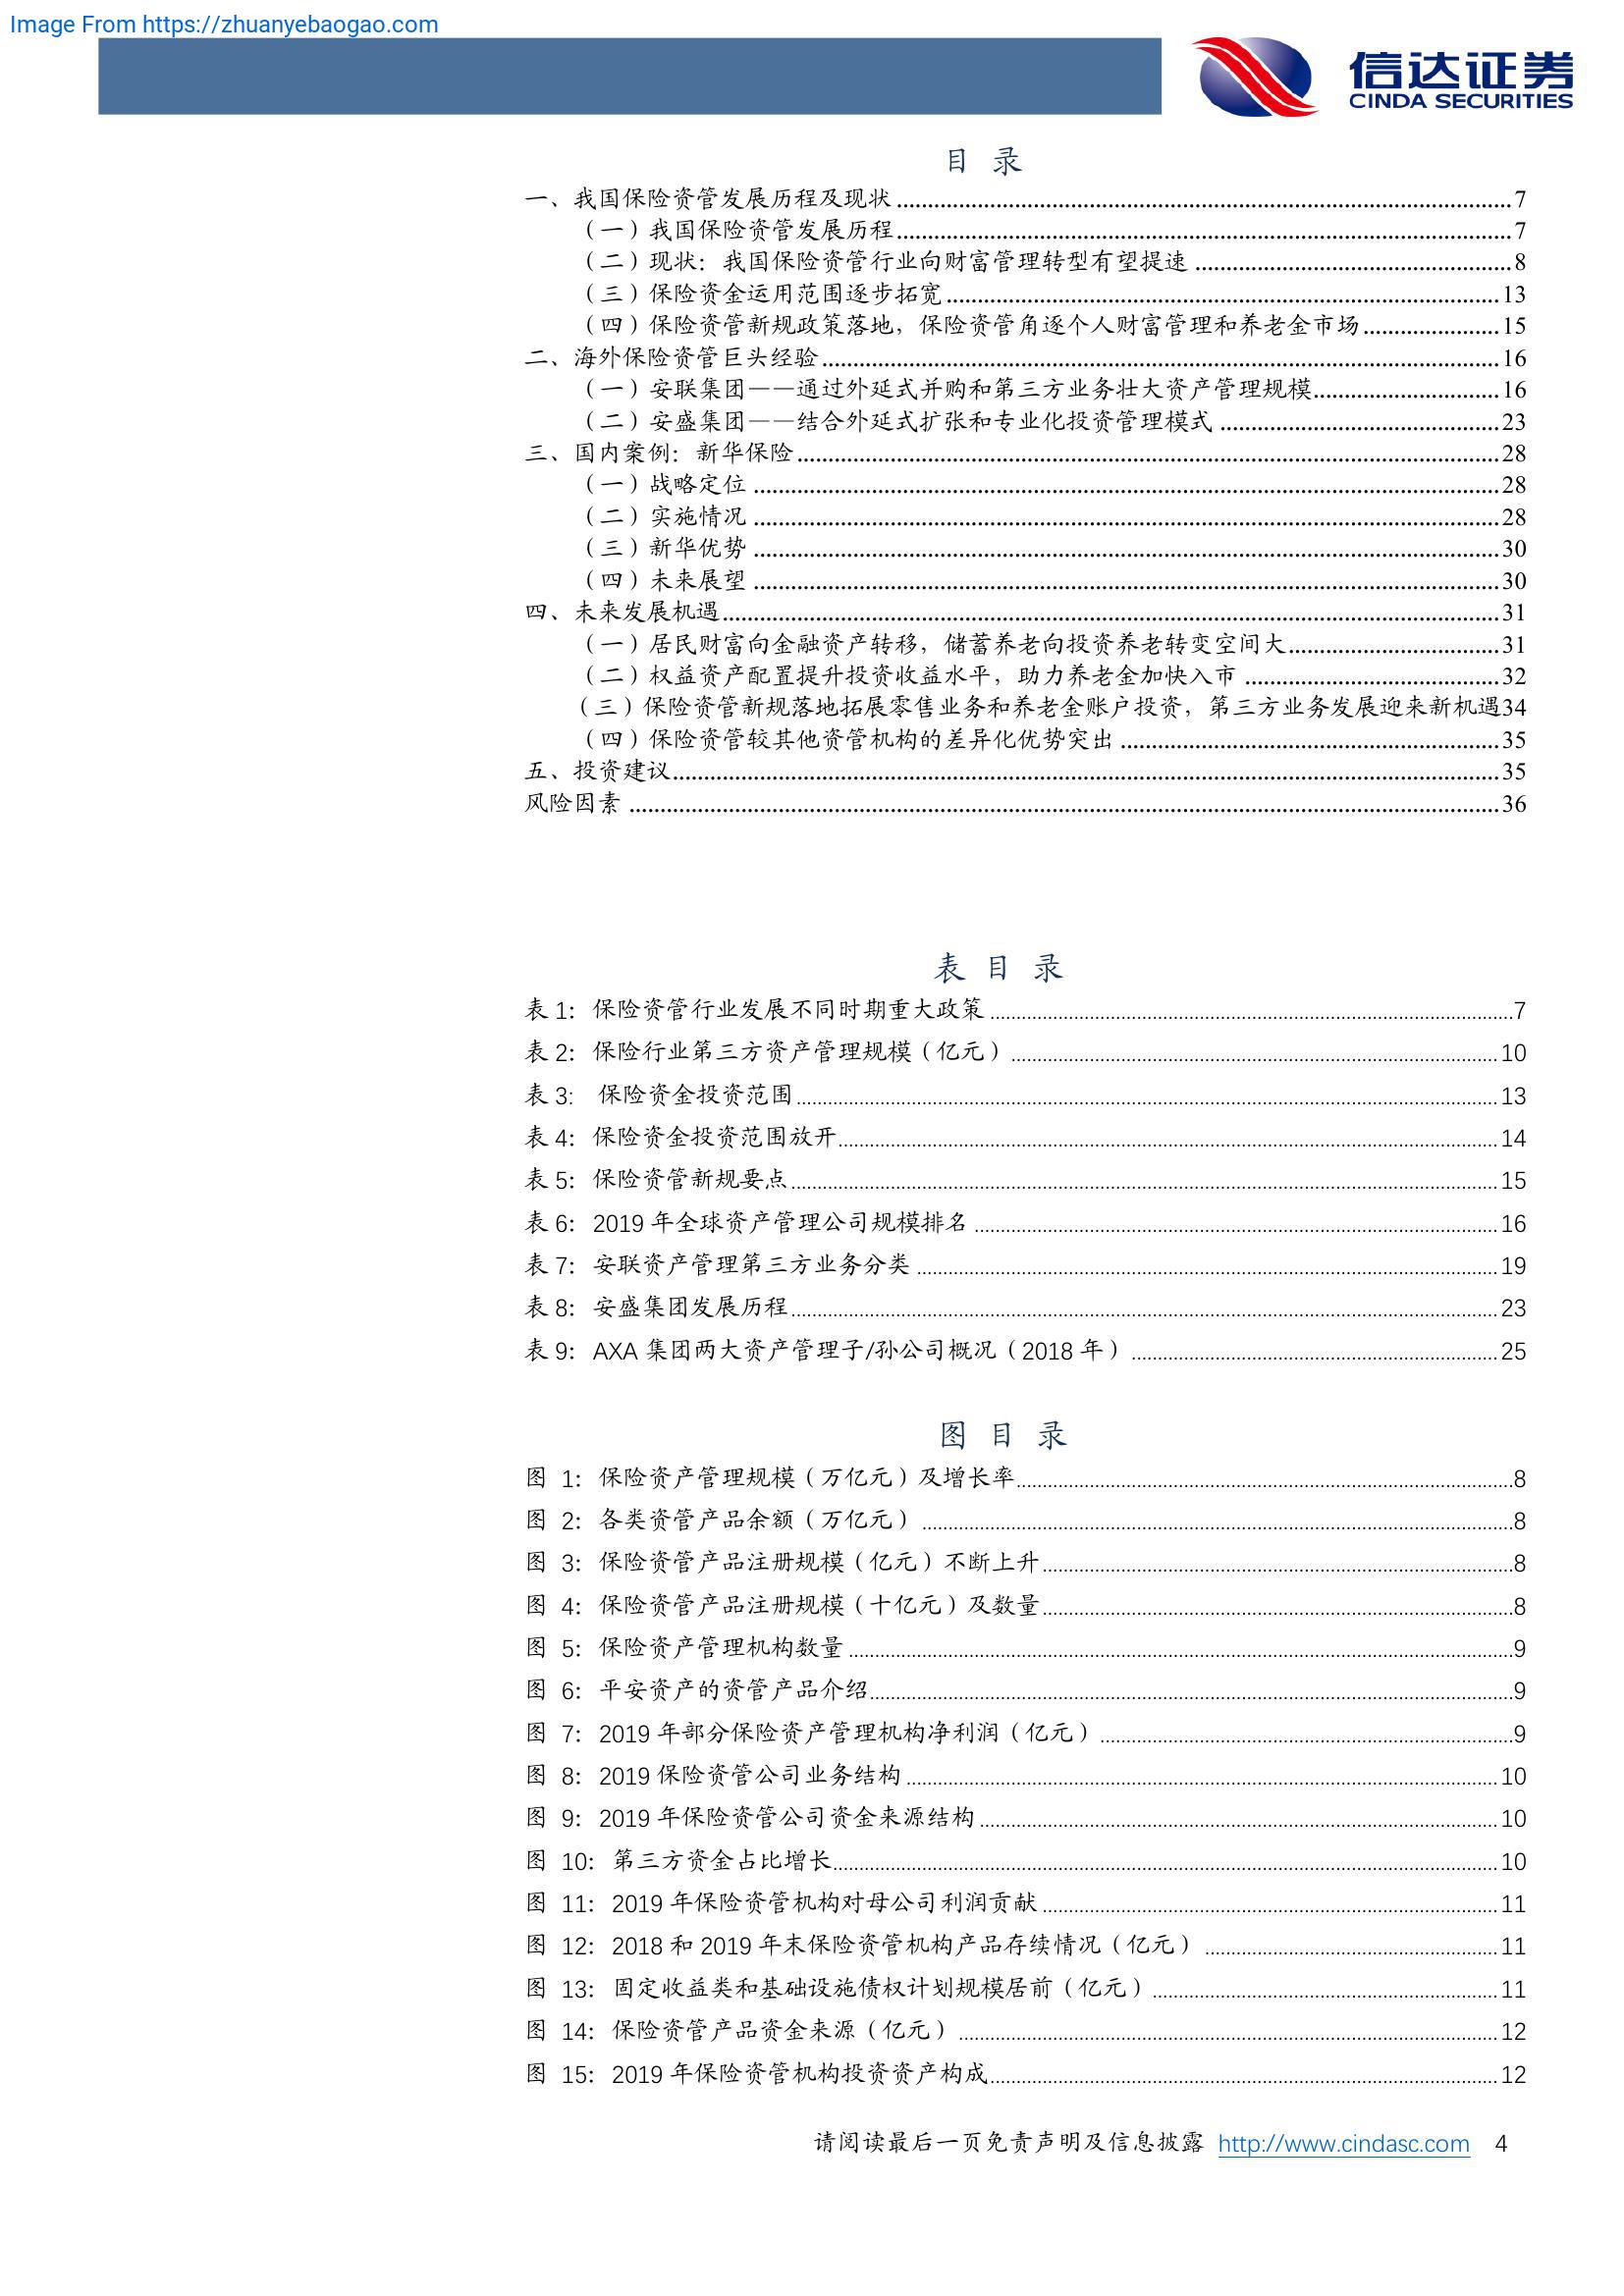 Image From https://zhuanyebaogao.com
信达证券
CINDA SECURITIES
目 录
一、我国保险资管发展历程及现状 7
（一）我国保险资管发展历程 7
（二）现状：我国保险资管行业向财富管理转型有望提速 8
（三）保险资金运用范围逐步拓宽 13
（四）保险资管新规政策落地，保险资管角逐个人财富管理和养老金市场 15
二、海外保险资管巨头经验 16
（一）安联集团——通过外延式并购和第三方业务壮大资产管理规模 16
（二）安盛集团——结合外延式扩张和专业化投资管理模式 23
三、国内案例：新华保险 28
（一）战略定位 28
（二）实施情况 28
（三）新华优势 30
（四）未来展望 30
四、未来发展机遇 31
（一）居民财富向金融资产转移，储蓄养老向投资养老转变空间大 31
（二）权益资产配置提升投资收益水平，助力养老金加快入市 32
（三）保险资管新规落地拓展零售业务和养老金账户投资，第三方业务发展迎来新机遇34
（四）保险资管较其他资管机构的差异化优势突出 35
五、投资建议 35
风险因素 36
表 目 录
表 1：保险资管行业发展不同时期重大政策 7
表 2：保险行业第三方资产管理规模（亿元） 10
表 3： 保险资金投资范围 13
表 4：保险资金投资范围放开 14
表 5：保险资管新规要点 15
表 6：2019 年全球资产管理公司规模排名 16
表 7：安联资产管理第三方业务分类 19
表 8：安盛集团发展历程 23
表 9：AXA 集团两大资产管理子/孙公司概况（2018 年） 25
图 目 录
图 1：保险资产管理规模（万亿元）及增长率 8
图 2：各类资管产品余额（万亿元） 8
图 3：保险资管产品注册规模（亿元）不断上升 8
图 4：保险资管产品注册规模（十亿元）及数量 8
图 5：保险资产管理机构数量 9
图 6：平安资产的资管产品介绍 9
图 7：2019 年部分保险资产管理机构净利润（亿元） 9
图 8：2019 保险资管公司业务结构 10
图 9：2019 年保险资管公司资金来源结构 10
图 10：第三方资金占比增长 10
图 11：2019 年保险资管机构对母公司利润贡献 11
图 12：2018 和 2019 年末保险资管机构产品存续情况（亿元） 11
图 13：固定收益类和基础设施债权计划规模居前（亿元） 11
图 14：保险资管产品资金来源（亿元） 12
图 15：2019 年保险资管机构投资资产构成 12
请阅读最后一页免责声明及信息披露 http://www.cindasc.com 4